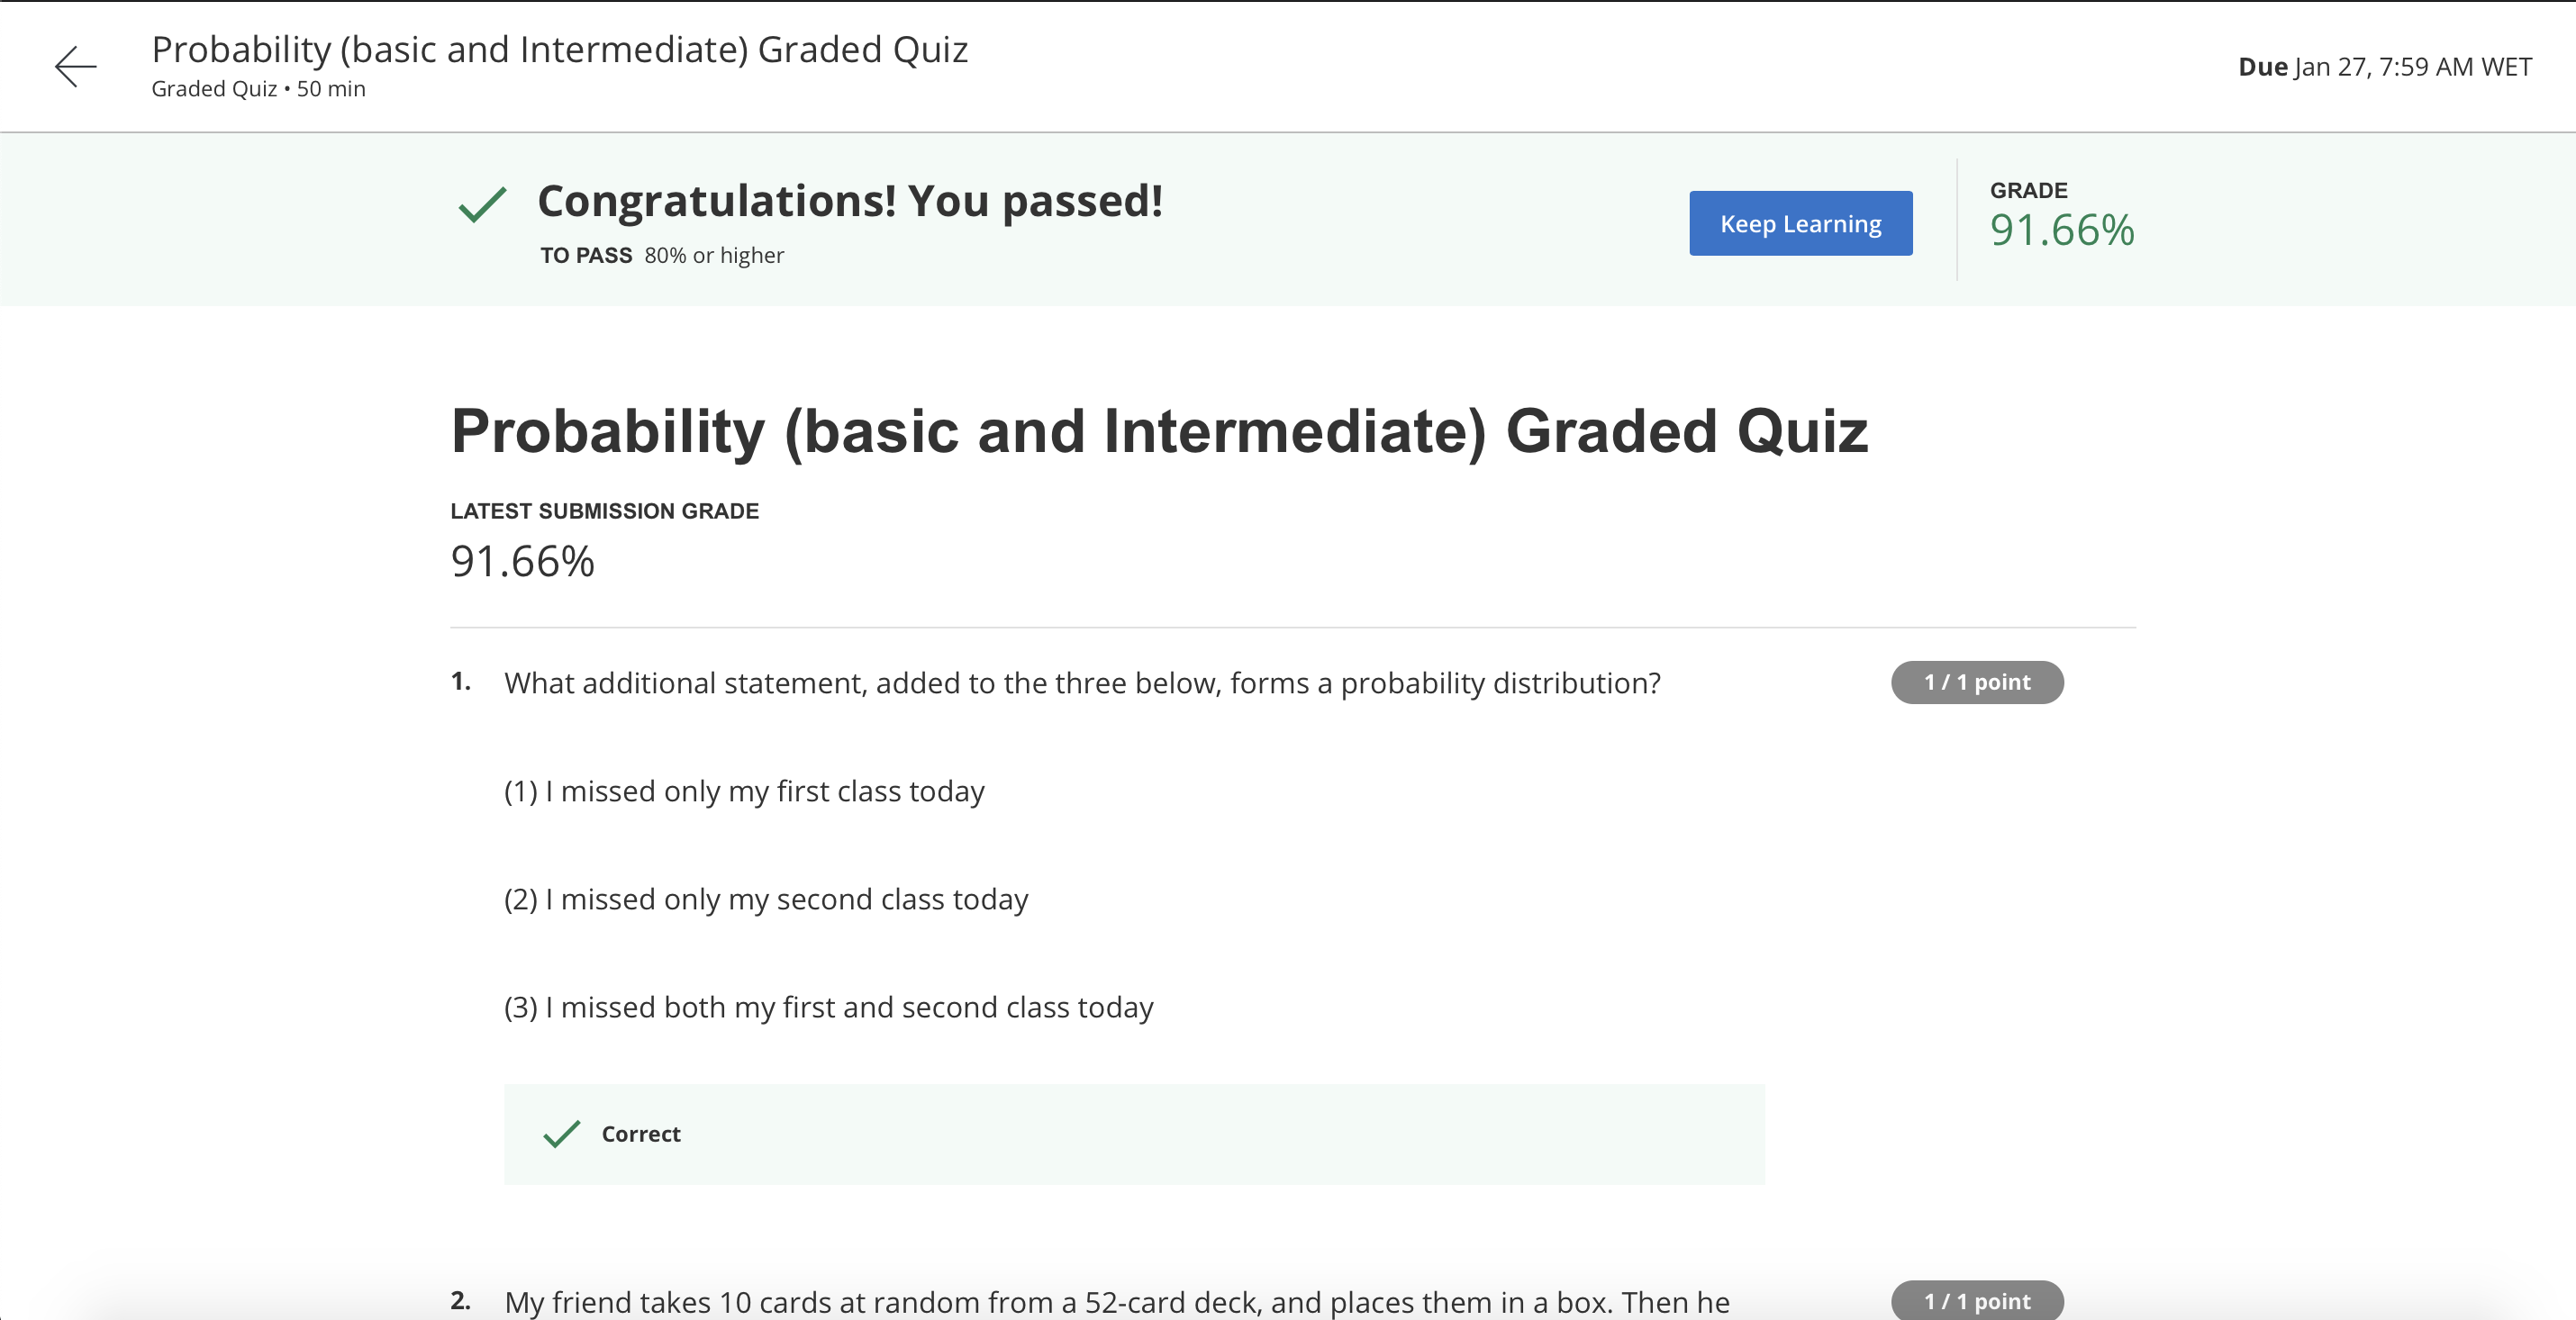 Probability (basic and Intermediate) Graded Quiz
Graded Quiz • 50 min
Due Jan 27, 7:59 AM WET
Congratulations! You passed!
TO PASS 80% or higher
Keep Learning
GRADE
91.66%
Probability (basic and Intermediate) Graded Quiz
LATEST SUBMISSION GRADE
91.66%
1. What additional statement, added to the three below, forms a probability distribution?
1 / 1 point
(1) I missed only my first class today
(2) I missed only my second class today
(3) I missed both my first and second class today
Correct
2. My friend takes 10 cards at random from a 52-card deck, and places them in a box. Then he
1 / 1 point